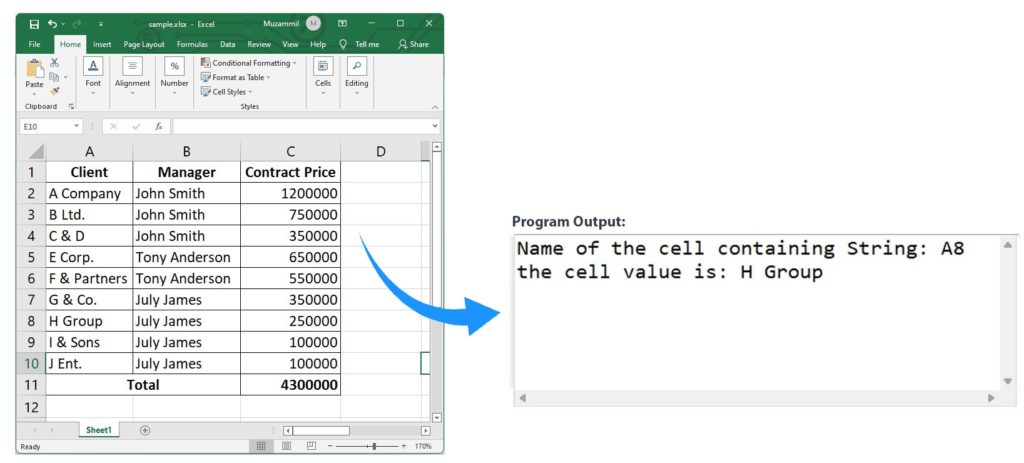 sample.xlsx - Excel
Muzammil
M
File Home Insert Page Layout Formulas Data Review View Help Tell me Share
Paste
Clipboard
A
Font
Alignment
%
Number
Conditional Formatting
Format as Table
Cell Styles
Styles
Cells
Editing
E10
fx
A B C D
1 Client Manager Contract Price
2 A Company John Smith 1200000
3 B Ltd. John Smith 750000
4 C & D John Smith 350000
5 E Corp. Tony Anderson 650000
6 F & Partners Tony Anderson 550000
7 G & Co. July James 350000
8 H Group July James 250000
9 I & Sons July James 100000
10 J Ent. July James 100000
11 Total 4300000
12
Sheet1
Ready
170%
Program Output:
Name of the cell containing String: A8
the cell value is: H Group